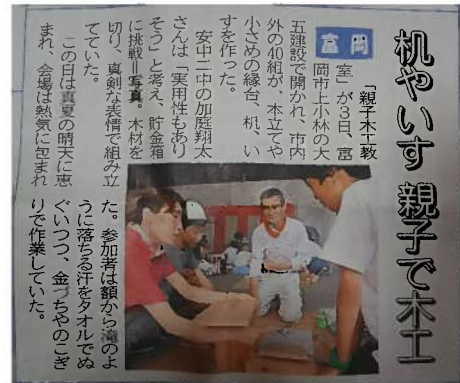 机やいす 親子で木工
富岡
「親子木工教
室」が3日、富
岡市上小林の大
五建設で開かれ、市内
外の40組が、本立てや
小さめの縁台、机、い
すを作った。
安中二中の加庭翔太
さんは「実用性もあり
そう」と考え、貯金箱
に挑戦=写真。木材を
切り、真剣な表情で組み立
てていた。
この日は真夏の晴天に恵
まれ、会場は熱気に包まれ
た。参加者は額から滝のよ
うに落ちる汗をタオルでぬ
ぐいつつ、金づちやのこぎ
りで作業していた。